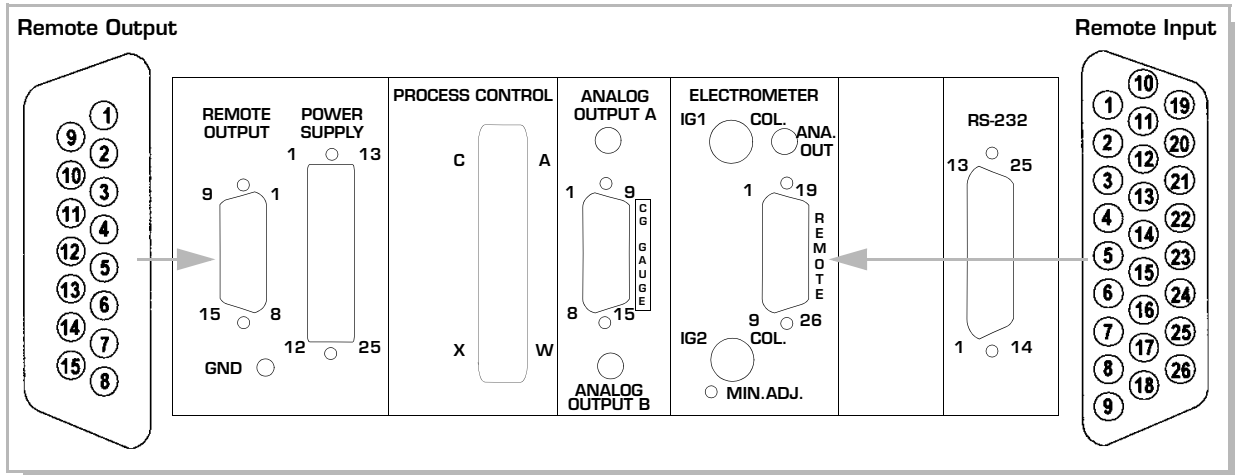 Remote Output
Remote Input
1
9
2
10
3
11
4
12
5
13
6
14
7
15
8
REMOTE
OUTPUT
9 1
15 8
GND
POWER
SUPPLY
1 13
12 25
PROCESS CONTROL
C A
X W
ANALOG
OUTPUT A
1 9
CG GAUGE
8 15
ANALOG
OUTPUT B
ELECTROMETER
IG1 COL.
ANA.
OUT
1 19
REMOTE
9 26
IG2 COL.
MIN.ADJ.
RS-232
13 25
1 14
10
1 19
11
2 20
12
3 21
13
4 22
14
5 23
15
6 24
16
7 25
17
8 26
18
9